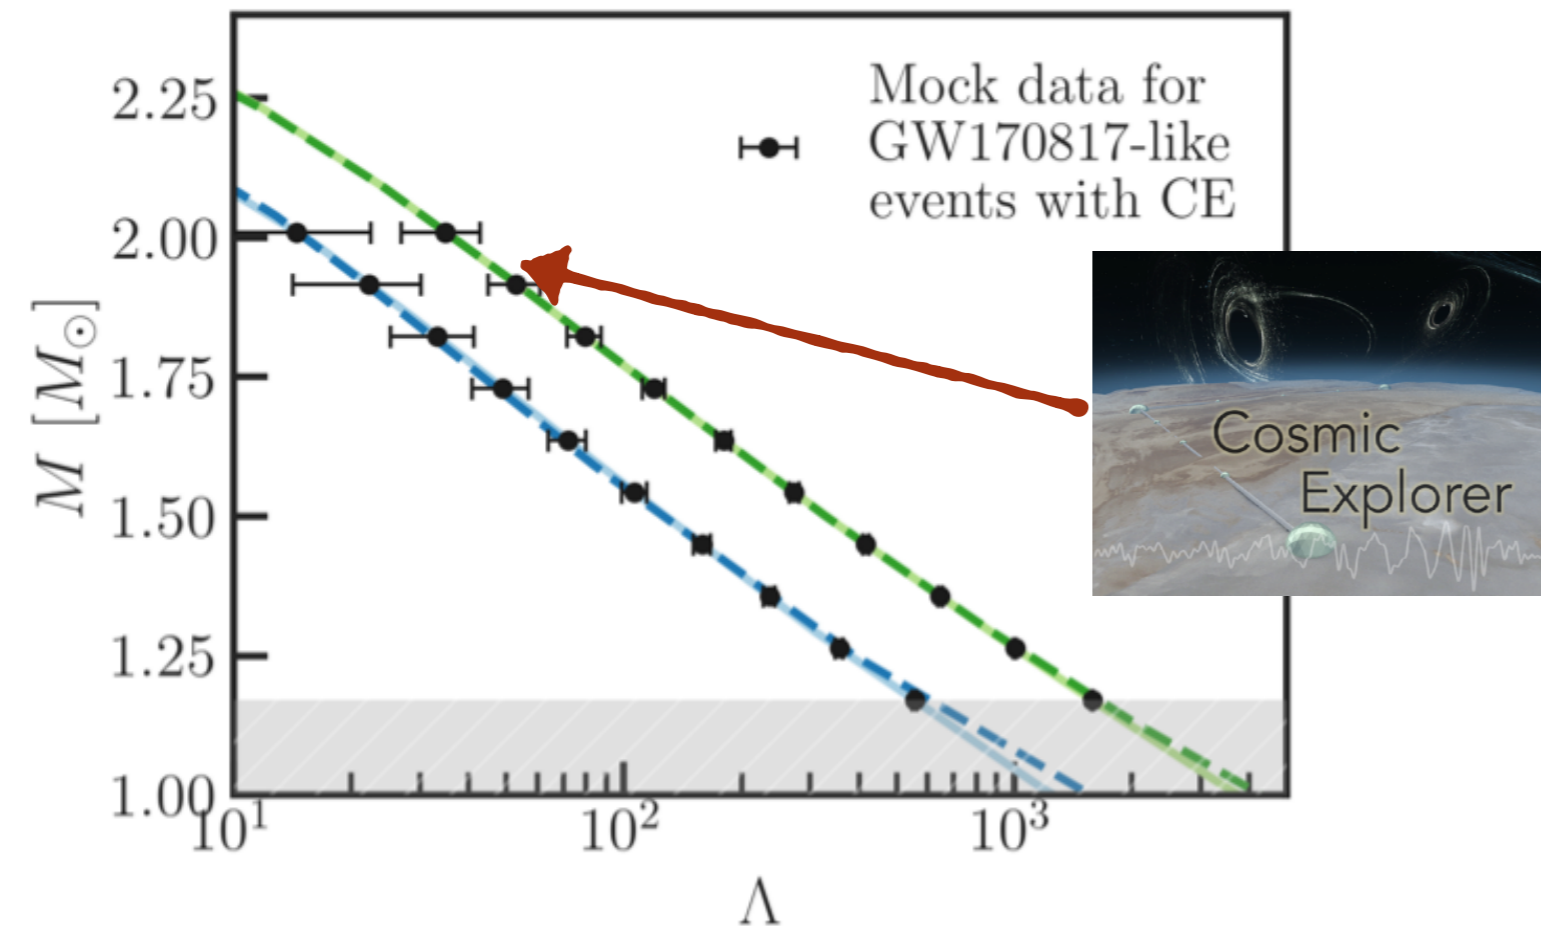 Mock data for
GW170817-like
events with CE
2.25
2.00
1.75
1.50
1.25
1.00
M [M⊙]
10¹
10²
10³
Λ
Cosmic
Explorer